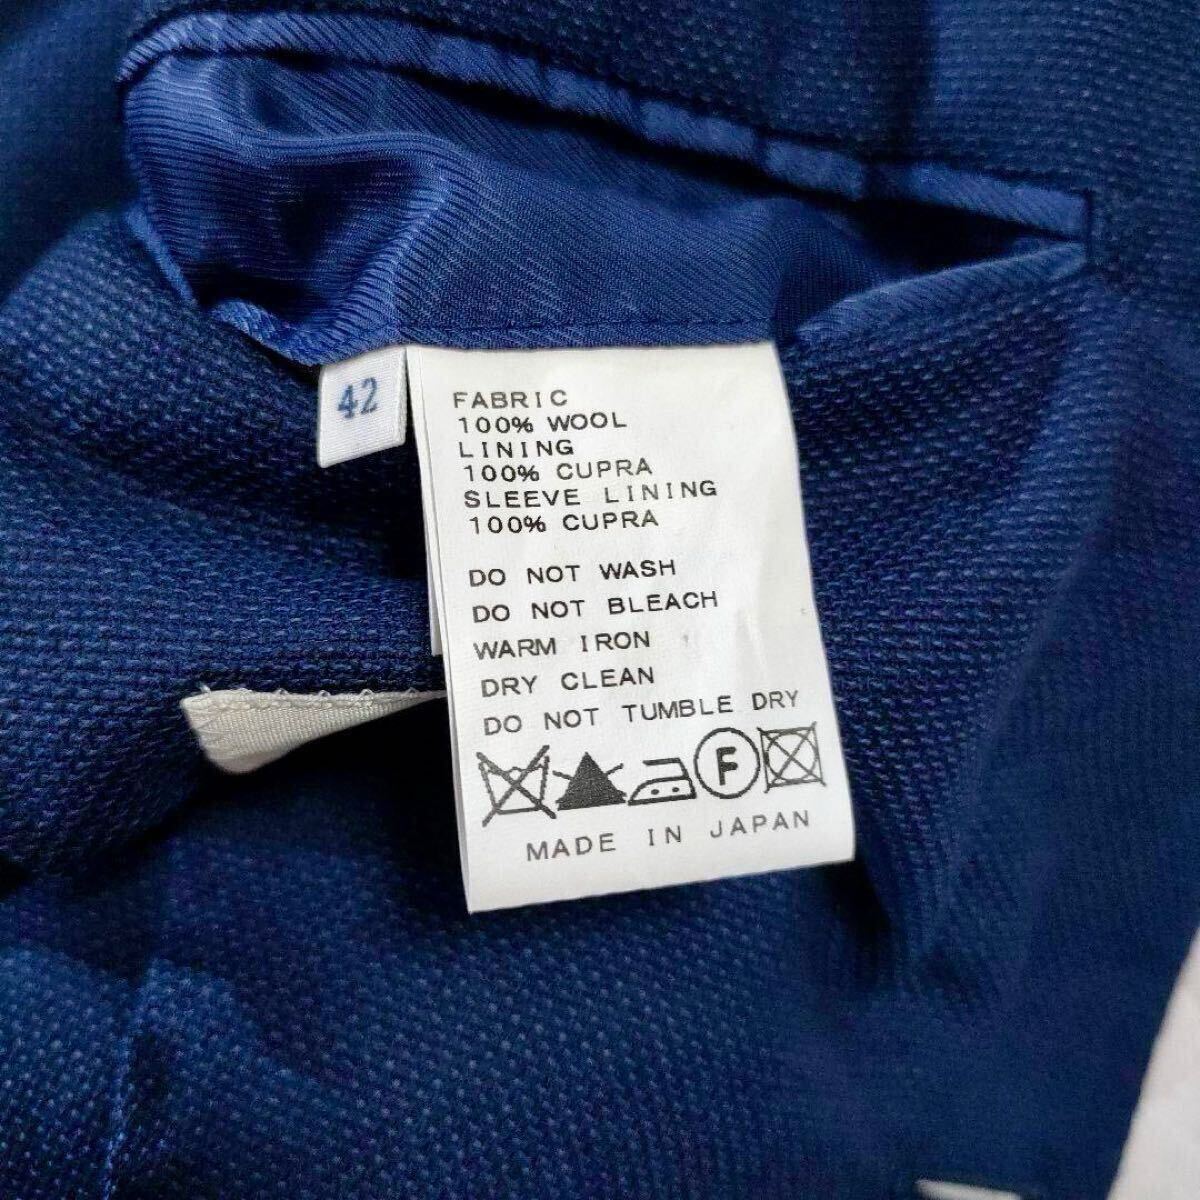 42
FABRIC
100% WOOL
LINING
100% CUPRA
SLEEVE LINING
100% CUPRA
DO NOT WASH
DO NOT BLEACH
WARM IRON
DRY CLEAN
DO NOT TUMBLE DRY
F
MADE IN JAPAN